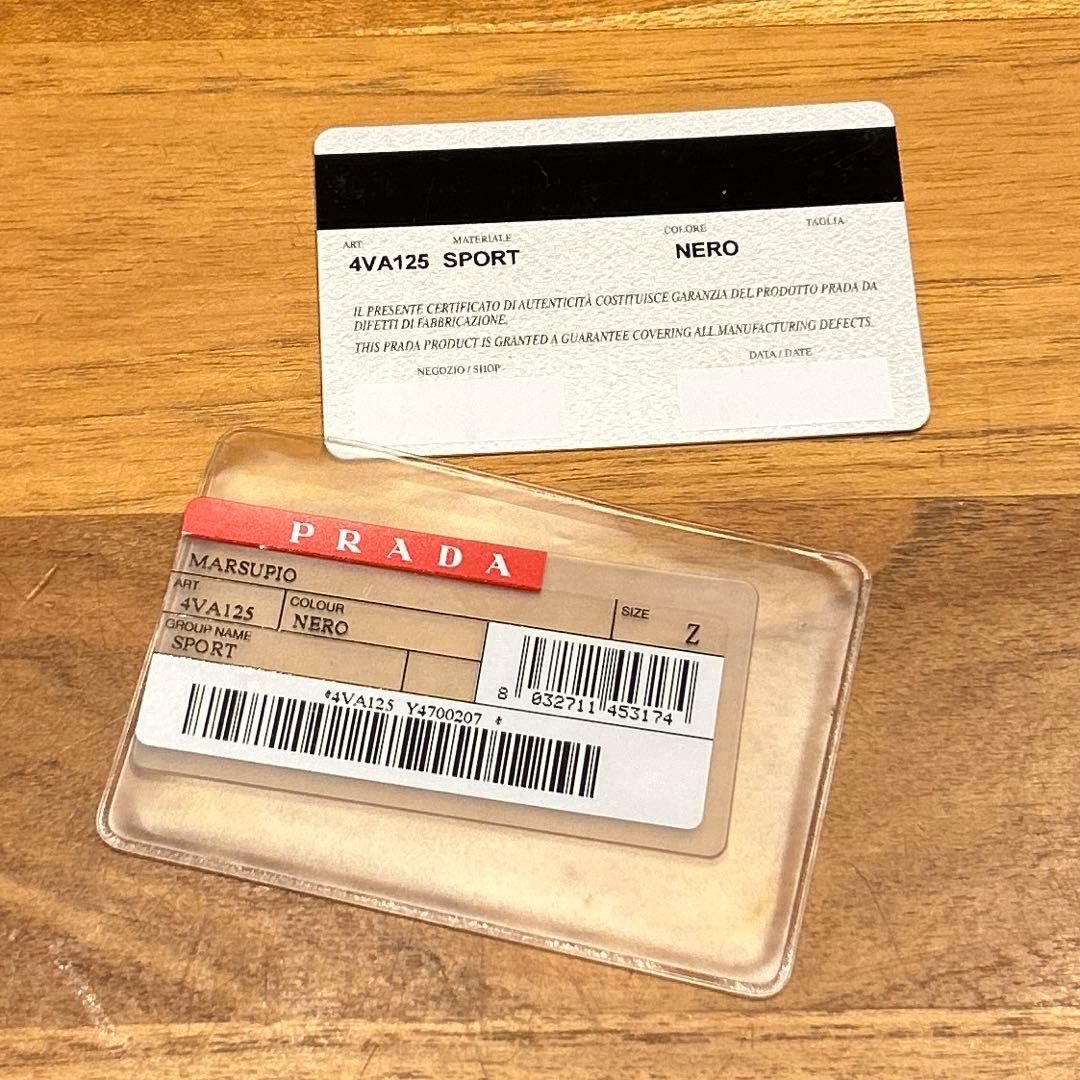 ART MATERIALE COLORE TAGLIA
4VA125 SPORT NERO
IL PRESENTE CERTIFICATO DI AUTENTICITÀ COSTITUISCE GARANZIA DEL PRODOTTO PRADA DA
DIFETTI DI FABBRICAZIONE.
THIS PRADA PRODUCT IS GRANTED A GUARANTEE COVERING ALL MANUFACTURING DEFECTS.
NEGOZIO / SHOP DATA / DATE
PRADA
MARSUPIO
ART COLOUR SIZE
4VA125 NERO Z
GROUP NAME
SPORT
8 032711 453174
*4VA125 Y4700207 *